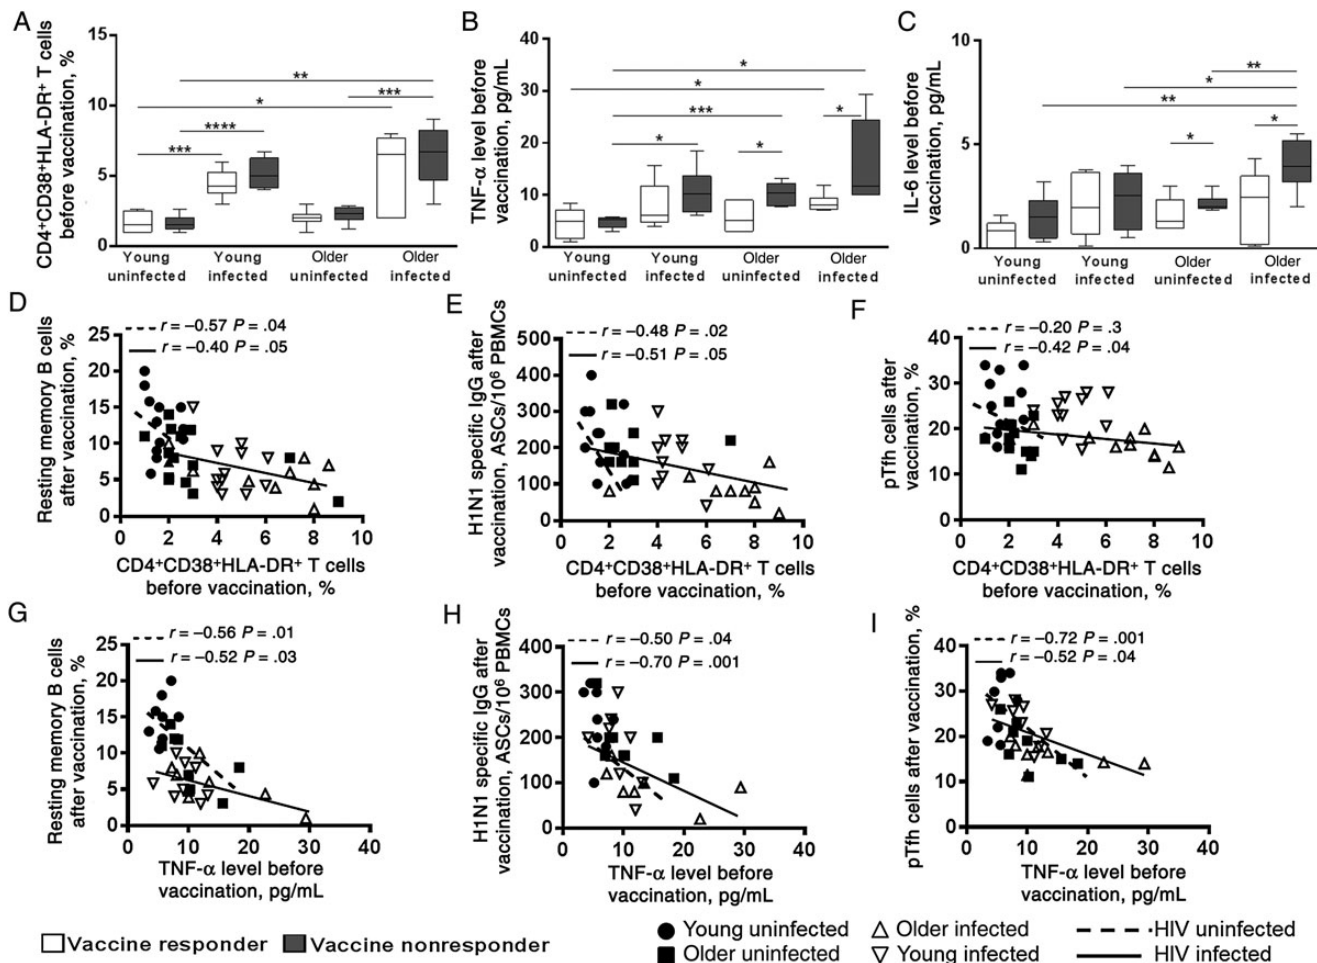 A
CD4+CD38+HLA-DR+ T cells
before vaccination, %
15
10
5
0
**
*
***
****
***
Young
uninfected
Young
infected
Older
uninfected
Older
infected
B
TNF-α level before
vaccination, pg/mL
40
30
20
10
0
*
*
***
*
*
*
Young
uninfected
Young
infected
Older
uninfected
Older
infected
C
IL-6 level before
vaccination, pg/mL
10
5
0
**
*
**
*
*
Young
uninfected
Young
infected
Older
uninfected
Older
infected
D
Resting memory B cells
after vaccination, %
r = –0.57 P = .04
r = –0.40 P = .05
25
20
15
10
5
0
0 2 4 6 8 10
CD4+CD38+HLA-DR+ T cells
before vaccination, %
E
H1N1 specific IgG after
vaccination, ASCs/10⁶ PBMCs
r = –0.48 P = .02
r = –0.51 P = .05
500
400
300
200
100
0
0 2 4 6 8 10
CD4+CD38+HLA-DR+ T cells
before vaccination, %
F
pTfh cells after
vaccination, %
r = –0.20 P = .3
r = –0.42 P = .04
40
30
20
10
0
0 2 4 6 8 10
CD4+CD38+HLA-DR+ T cells
before vaccination, %
G
Resting memory B cells
after vaccination, %
r = –0.56 P = .01
r = –0.52 P = .03
25
20
15
10
5
0
0 10 20 30 40
TNF-α level before
vaccination, pg/mL
H
H1N1 specific IgG after
vaccination, ASCs/10⁶ PBMCs
r = –0.50 P = .04
r = –0.70 P = .001
400
300
200
100
0
0 10 20 30 40
TNF-α level before
vaccination, pg/mL
I
pTfh cells after vaccination, %
r = –0.72 P = .001
r = –0.52 P = .04
40
30
20
10
0
0 10 20 30 40
TNF-α level before
vaccination, pg/mL
Vaccine responder
Vaccine nonresponder
Young uninfected
Older infected
HIV uninfected
Older uninfected
Young infected
HIV infected